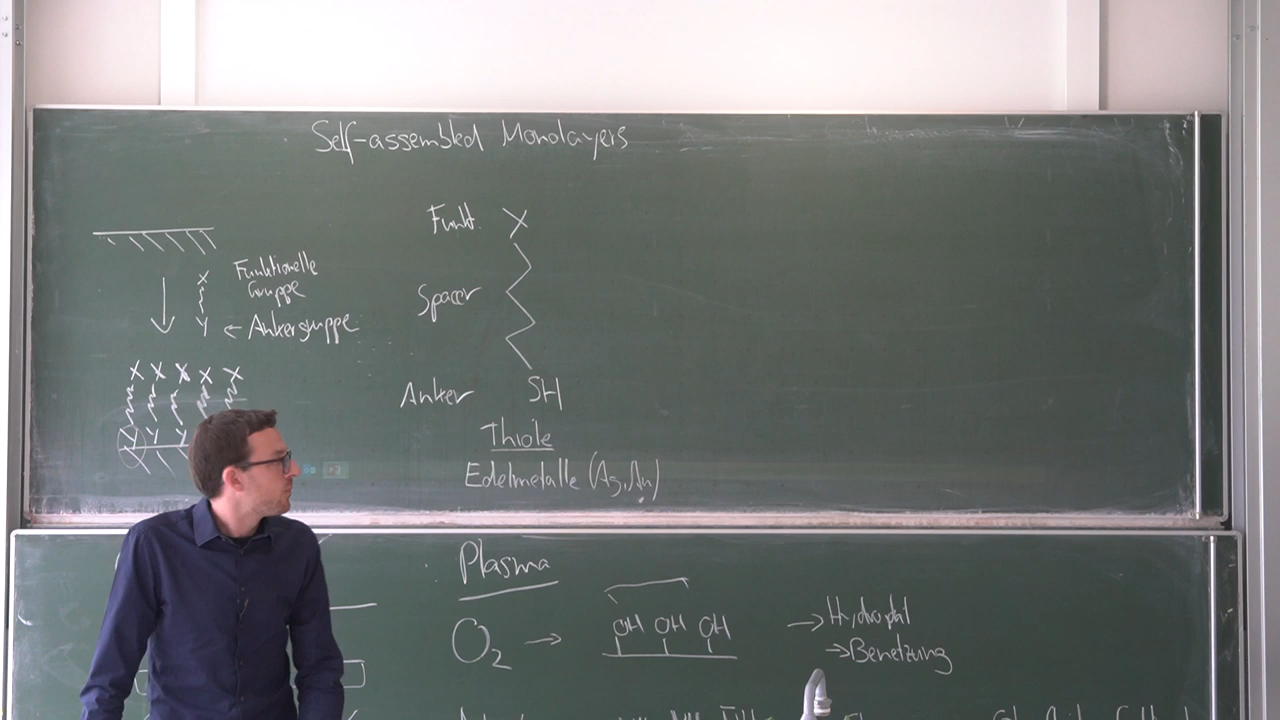 Self-assembled Monolayers
Funkt. X
X Funktionelle
Gruppe
Spacer
Y ← Ankergruppe
X X X X X
Anker SH
Y Y Y
Thiole
Edelmetalle (Ag, Au)
Plasma
O₂ → OH OH OH → Hydrophil
→ Benetzung